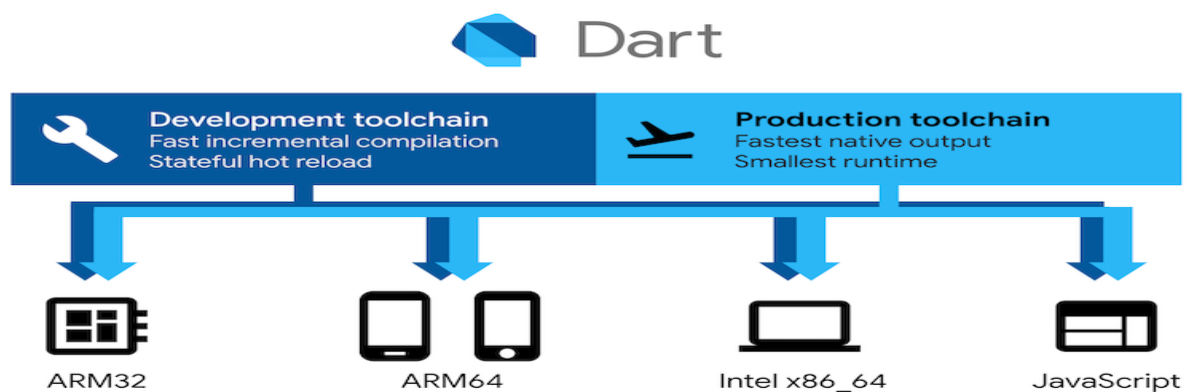 Dart
Development toolchain
Fast incremental compilation
Stateful hot reload
Production toolchain
Fastest native output
Smallest runtime
ARM32
ARM64
Intel x86_64
JavaScript